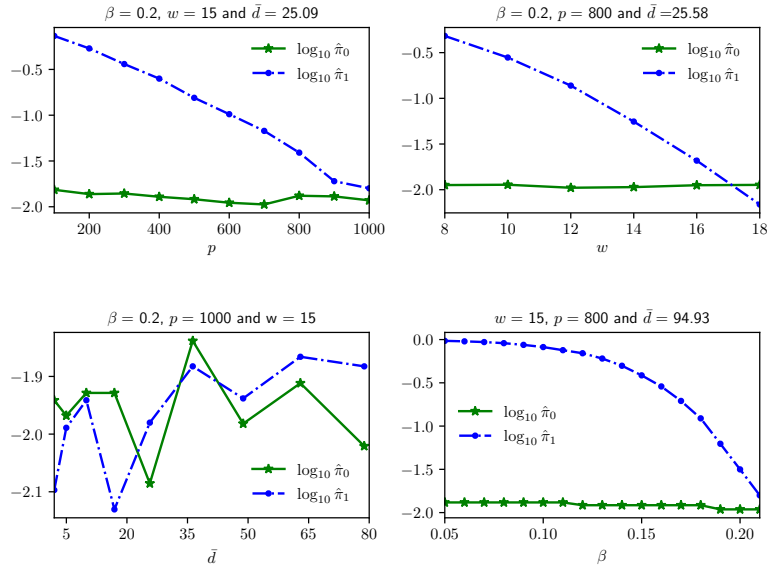 β = 0.2, w = 15 and d̄ = 25.09
log₁₀ π̂₀
log₁₀ π̂₁
−0.5
−1.0
−1.5
−2.0
200 400 600 800 1000
p
β = 0.2, p = 800 and d̄ =25.58
log₁₀ π̂₀
log₁₀ π̂₁
−0.5
−1.0
−1.5
−2.0
8 10 12 14 16 18
w
β = 0.2, p = 1000 and w = 15
−1.9
−2.0
−2.1
log₁₀ π̂₀
log₁₀ π̂₁
5 20 35 50 65 80
d̄
w = 15, p = 800 and d̄ = 94.93
0.0
−0.5
−1.0
−1.5
−2.0
log₁₀ π̂₀
log₁₀ π̂₁
0.05 0.10 0.15 0.20
β